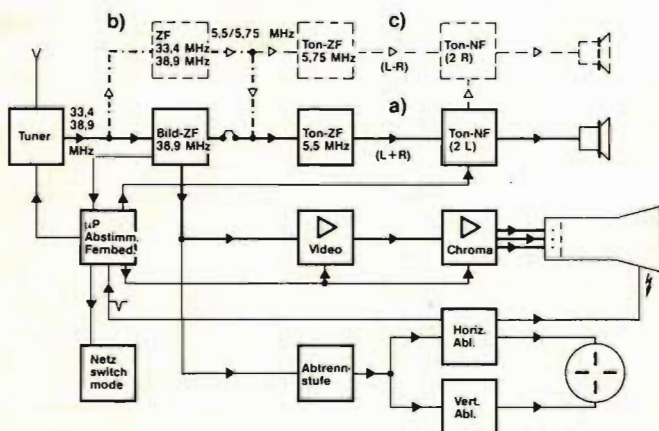 b)
ZF
33,4 MHz
38,9 MHz
5,5/5,75 MHz
Ton-ZF
5,75 MHz
(L-R)
c)
Ton-NF
(2 R)
Tuner
33,4
38,9
MHz
Bild-ZF
38,9 MHz
Ton-ZF
5,5 MHz
a)
(L+R)
Ton-NF
(2 L)
µP
Abstimm.
Fernbed.
Video
Chroma
Netz
switch
mode
Abtrenn-
stufe
Horiz.
Abl.
Vert.
Abl.